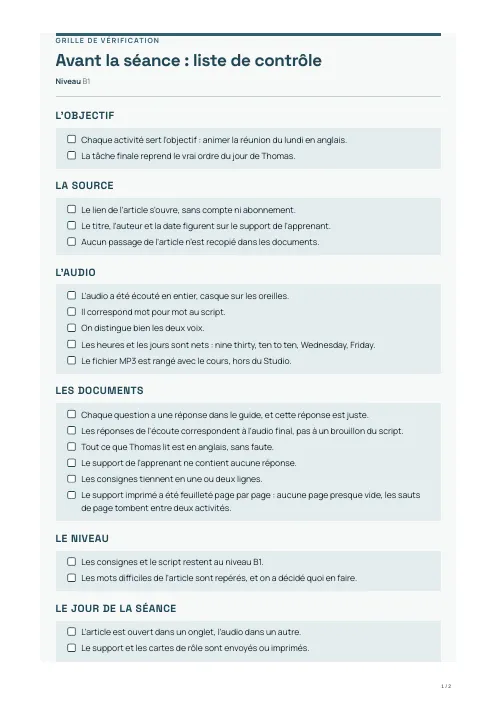 GRILLE DE VÉRIFICATION
Avant la séance : liste de contrôle
Niveau B1
L'OBJECTIF
Chaque activité sert l'objectif : animer la réunion du lundi en anglais.
La tâche finale reprend le vrai ordre du jour de Thomas.
LA SOURCE
Le lien de l'article s'ouvre, sans compte ni abonnement.
Le titre, l'auteur et la date figurent sur le support de l'apprenant.
Aucun passage de l'article n'est recopié dans les documents.
L'AUDIO
L'audio a été écouté en entier, casque sur les oreilles.
Il correspond mot pour mot au script.
On distingue bien les deux voix.
Les heures et les jours sont nets : nine thirty, ten to ten, Wednesday, Friday.
Le fichier MP3 est rangé avec le cours, hors du Studio.
LES DOCUMENTS
Chaque question a une réponse dans le guide, et cette réponse est juste.
Les réponses de l'écoute correspondent à l'audio final, pas à un brouillon du script.
Tout ce que Thomas lit est en anglais, sans faute.
Le support de l'apprenant ne contient aucune réponse.
Les consignes tiennent en une ou deux lignes.
Le support imprimé a été feuilleté page par page : aucune page presque vide, les sauts
de page tombent entre deux activités.
LE NIVEAU
Les consignes et le script restent au niveau B1.
Les mots difficiles de l'article sont repérés, et on a décidé quoi en faire.
LE JOUR DE LA SÉANCE
L'article est ouvert dans un onglet, l'audio dans un autre.
Le support et les cartes de rôle sont envoyés ou imprimés.
1 / 2